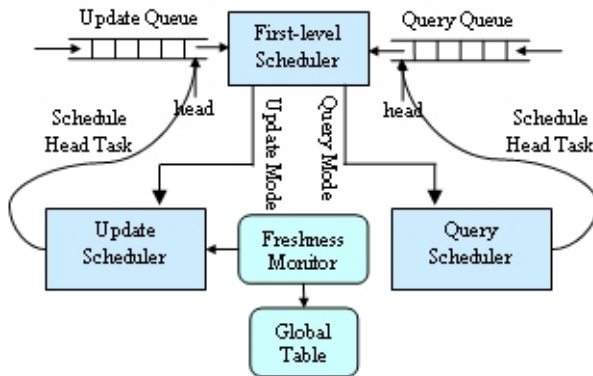 Update Queue
Query Queue
First-level
Scheduler
head
head
Schedule
Head Task
Schedule
Head Task
Update Mode
Query Mode
Update
Scheduler
Freshness
Monitor
Query
Scheduler
Global
Table